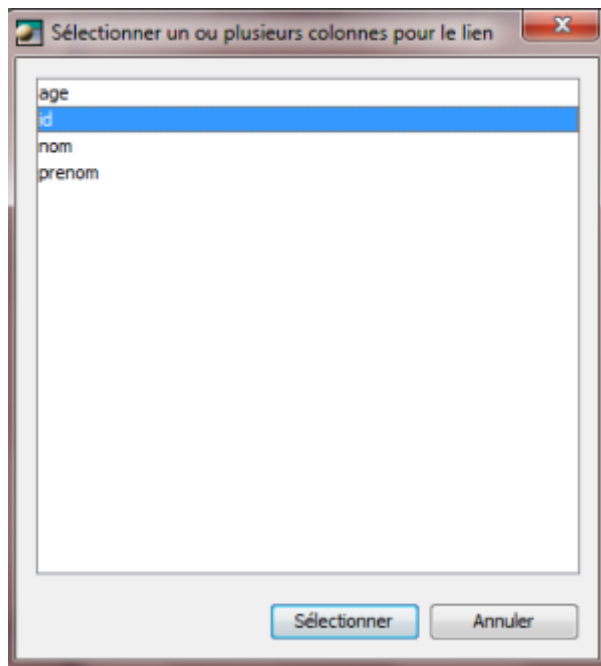 Sélectionner un ou plusieurs colonnes pour le lien
age
id
nom
prenom
Sélectionner
Annuler